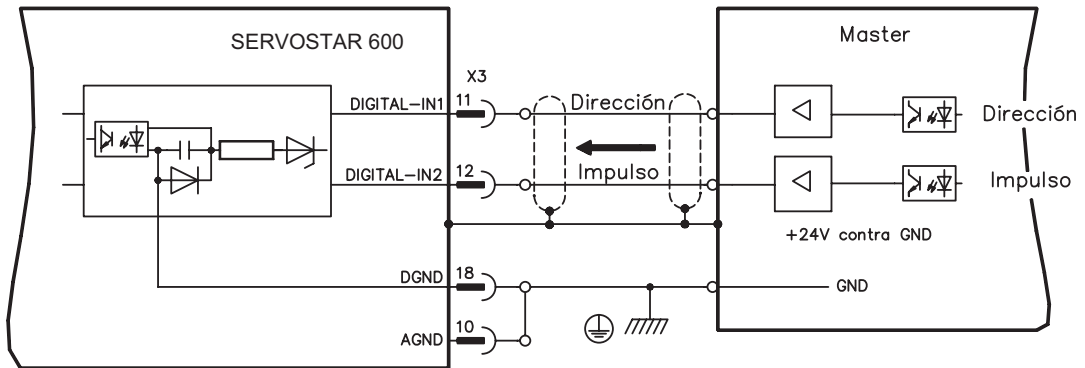 SERVOSTAR 600
Master
X3
DIGITAL-IN1
11
Dirección
Dirección
DIGITAL-IN2
12
Impulso
Impulso
+24V contra GND
DGND
18
GND
AGND
10